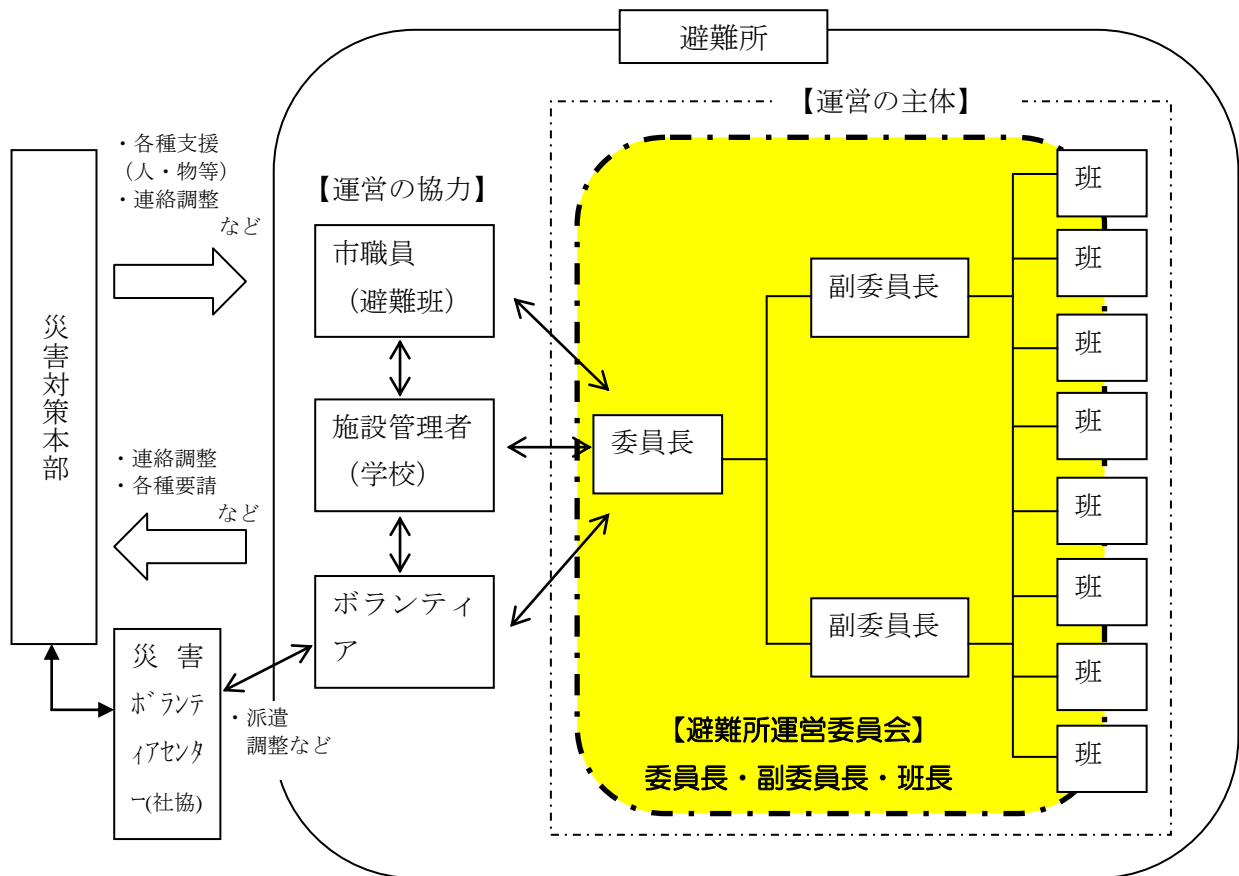 避難所
【運営の主体】
・各種支援
（人・物等）
・連絡調整
など
災害対策本部
・連絡調整
・各種要請
など
【運営の協力】
市職員
（避難班）
施設管理者
（学校）
ボランティ
ア
災 害
ﾎﾞﾗﾝﾃ
ｨｱｾﾝﾀ
ｰ(社協)
・派遣
調整など
委員長
副委員長
副委員長
班
班
班
班
班
班
班
班
【避難所運営委員会】
委員長・副委員長・班長